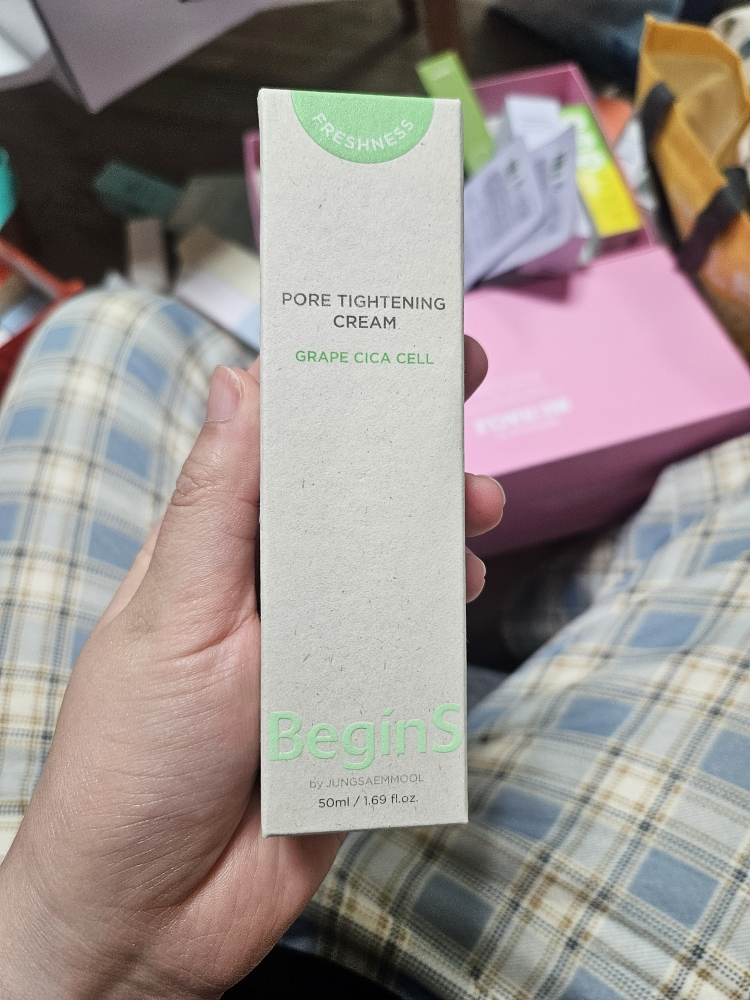 FRESHNESS
PORE TIGHTENING
CREAM
GRAPE CICA CELL
BeginS
by JUNGSAEMMOOL
50ml / 1.69 fl.oz.